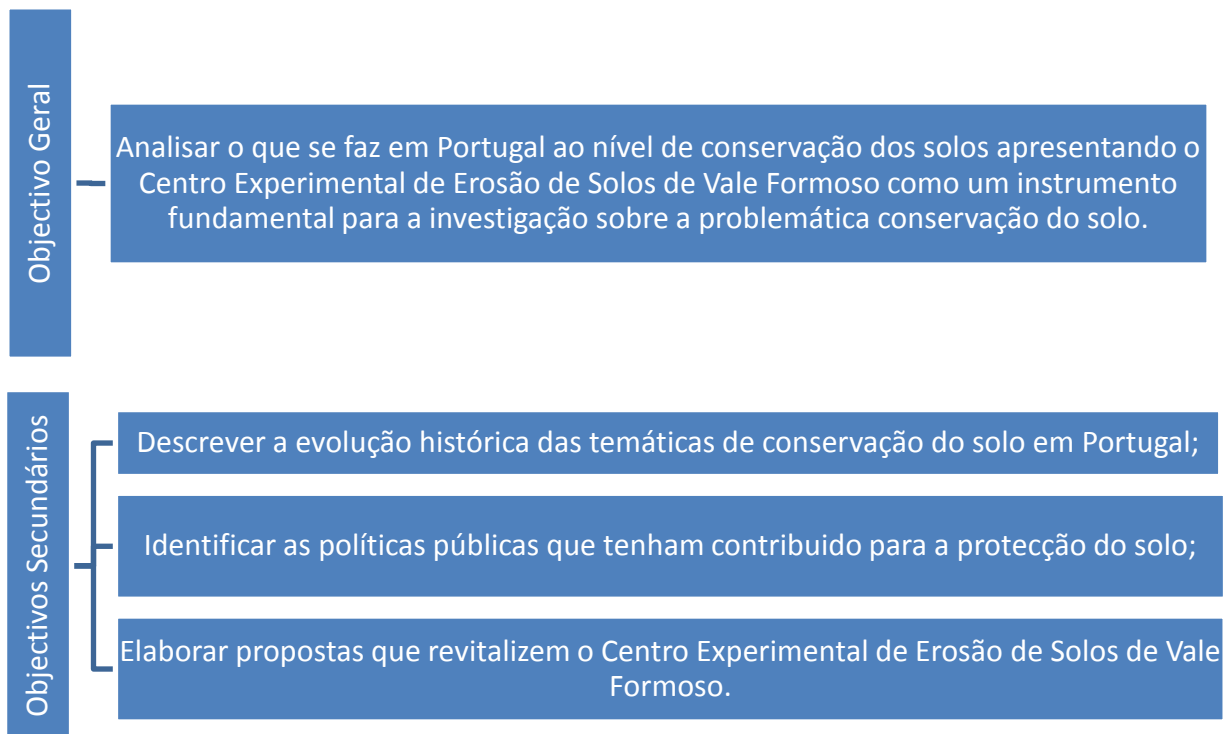 Objectivo Geral
Analisar o que se faz em Portugal ao nível de conservação dos solos apresentando o
Centro Experimental de Erosão de Solos de Vale Formoso como um instrumento
fundamental para a investigação sobre a problemática conservação do solo.
Objectivos Secundários
Descrever a evolução histórica das temáticas de conservação do solo em Portugal;
Identificar as políticas públicas que tenham contribuido para a protecção do solo;
Elaborar propostas que revitalizem o Centro Experimental de Erosão de Solos de Vale
Formoso.